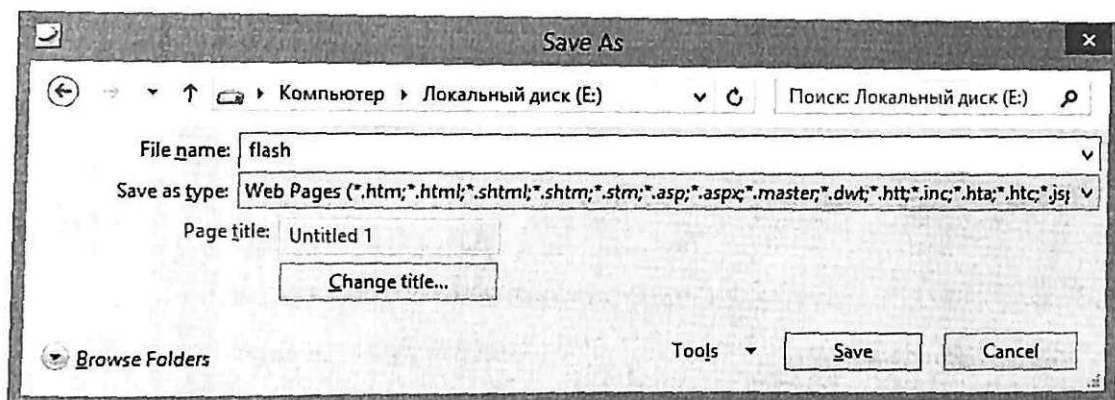 Save As
Компьютер Локальный диск (E:) Поиск: Локальный диск (E:)
File name: flash
Save as type: Web Pages (*.htm;*.html;*.shtml;*.shtm;*.stm;*.asp;*.aspx;*.master;*.dwt;*.htt;*.inc;*.hta;*.htc;*.jsp
Page title: Untitled 1
Change title...
Browse Folders Tools Save Cancel